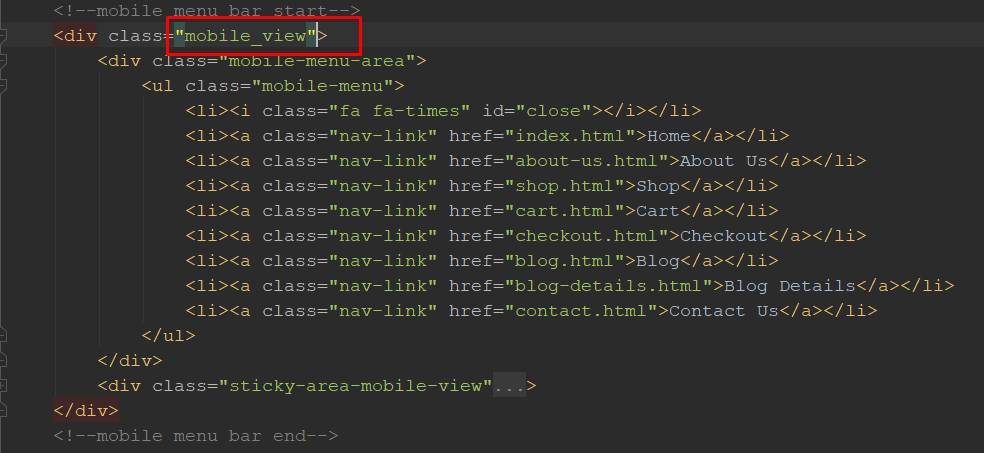 <!--mobile menu bar start-->
<div class="mobile_view">
<div class="mobile-menu-area">
<ul class="mobile-menu">
<li><i class="fa fa-times" id="close"></i></li>
<li><a class="nav-link" href="index.html">Home</a></li>
<li><a class="nav-link" href="about-us.html">About Us</a></li>
<li><a class="nav-link" href="shop.html">Shop</a></li>
<li><a class="nav-link" href="cart.html">Cart</a></li>
<li><a class="nav-link" href="checkout.html">Checkout</a></li>
<li><a class="nav-link" href="blog.html">Blog</a></li>
<li><a class="nav-link" href="blog-details.html">Blog Details</a></li>
<li><a class="nav-link" href="contact.html">Contact Us</a></li>
</ul>
</div>
<div class="sticky-area-mobile-view"...>
</div>
<!--mobile menu bar end-->